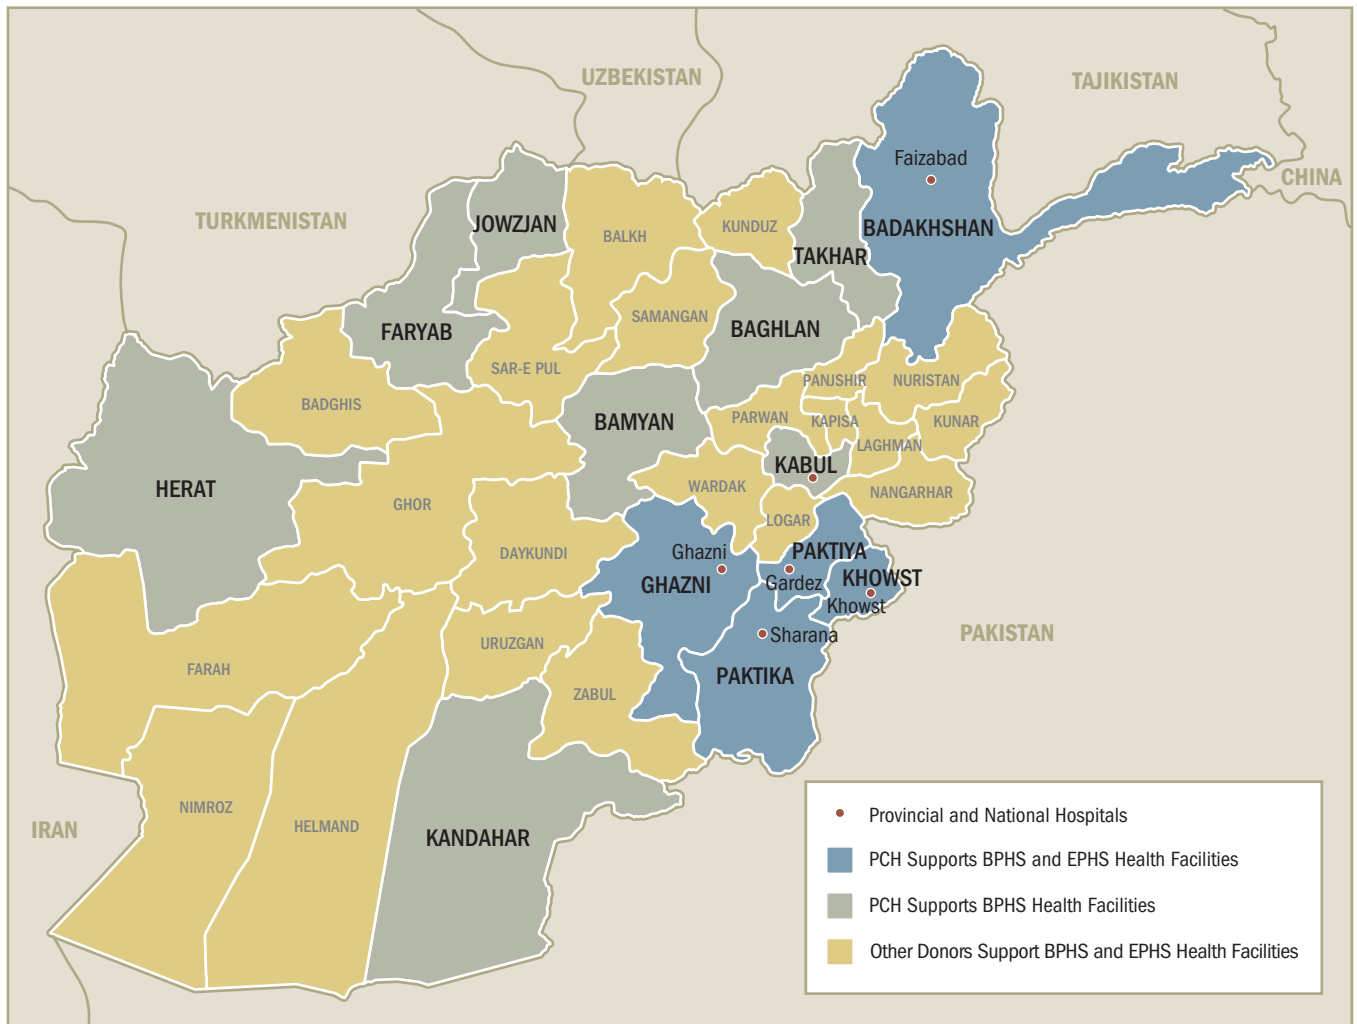 UZBEKISTAN
TAJIKISTAN
CHINA
TURKMENISTAN
Faizabad
BADAKHSHAN
JOWZJAN
BALKH
KUNDUZ
TAKHAR
FARYAB
SAMANGAN
BAGHLAN
SAR-E PUL
BADGHIS
PANJSHIR
NURISTAN
BAMYAN
PARWAN
KAPISA
KUNAR
LAGHMAN
KABUL
HERAT
GHOR
WARDAK
NANGARHAR
LOGAR
DAYKUNDI
Ghazni
GHAZNI
PAKTIYA
Gardez
KHOWST
Khowst
Sharana
PAKISTAN
URUZGAN
FARAH
ZABUL
PAKTIKA
NIMROZ
HELMAND
IRAN
KANDAHAR
Provincial and National Hospitals
PCH Supports BPHS and EPHS Health Facilities
PCH Supports BPHS Health Facilities
Other Donors Support BPHS and EPHS Health Facilities